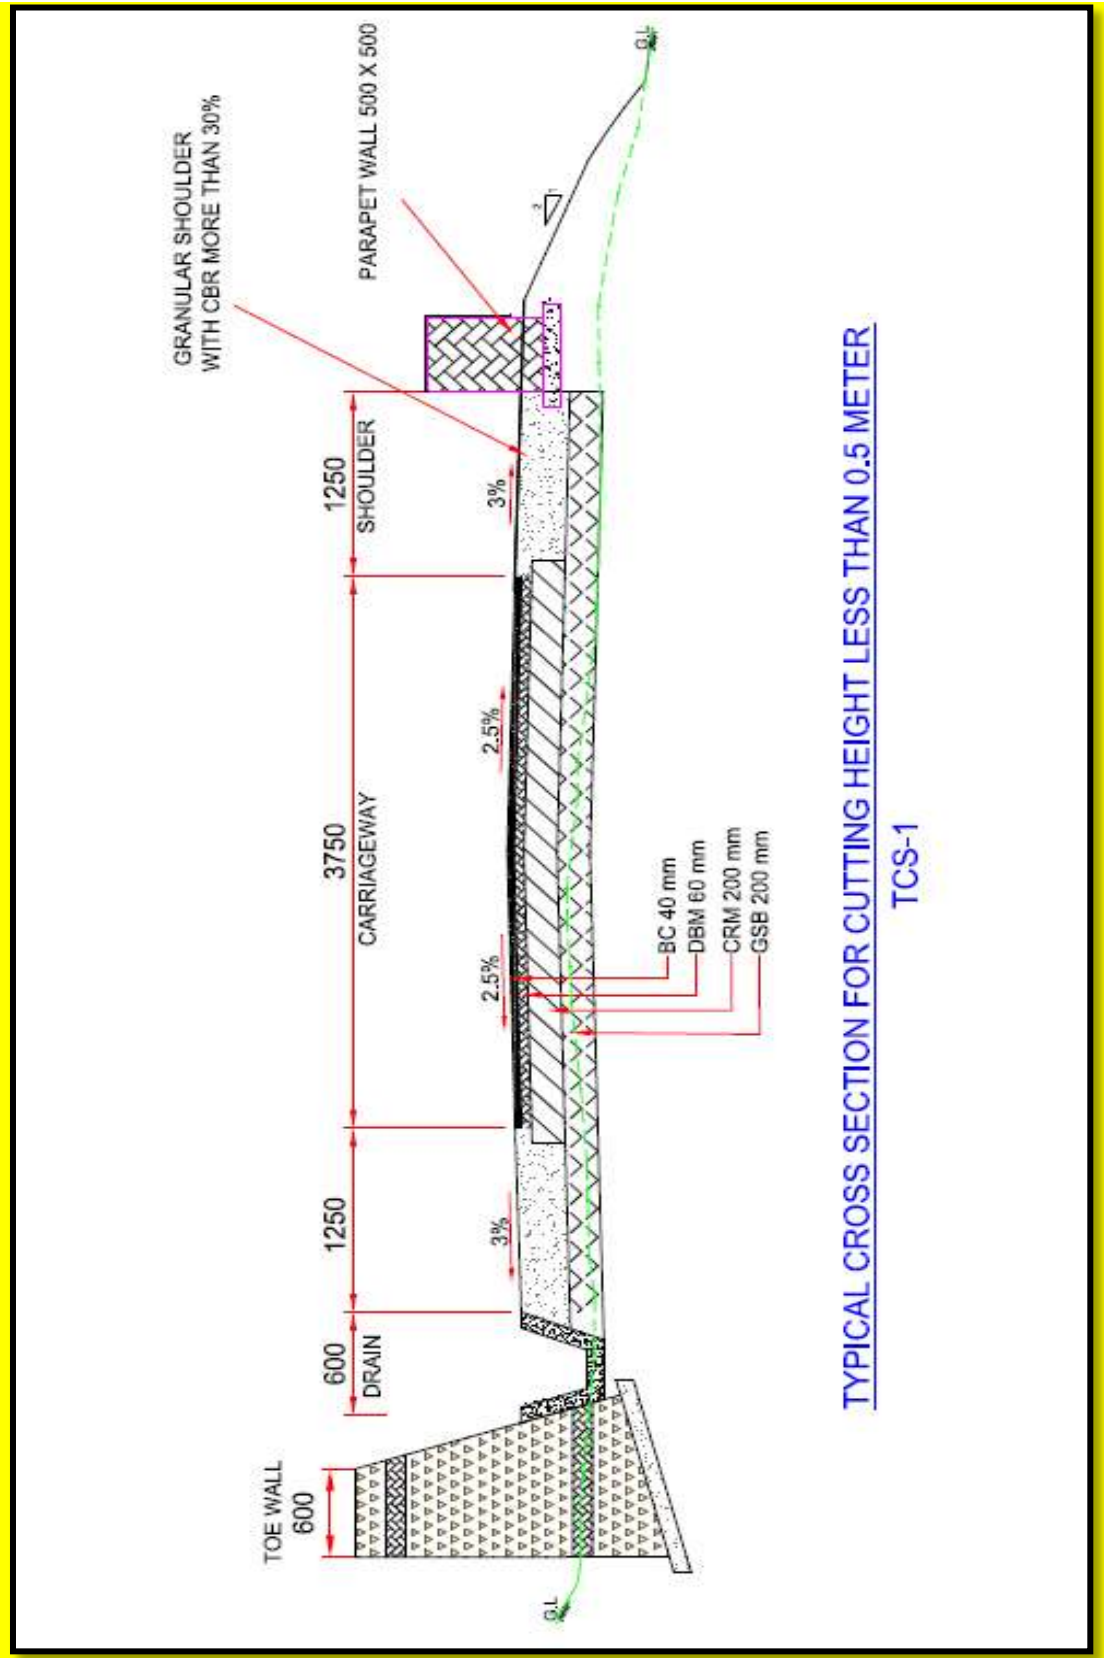 GRANULAR SHOULDER
WITH CBR MORE THAN 30%
PARAPET WALL 500 X 500
TOE WALL
600
600
DRAIN
1250
3750
CARRIAGEWAY
1250
SHOULDER
3%
2.5%
2.5%
3%
2
1
G.L
G.L
BC 40 mm
DBM 60 mm
CRM 200 mm
GSB 200 mm
TYPICAL CROSS SECTION FOR CUTTING HEIGHT LESS THAN 0.5 METER
TCS-1